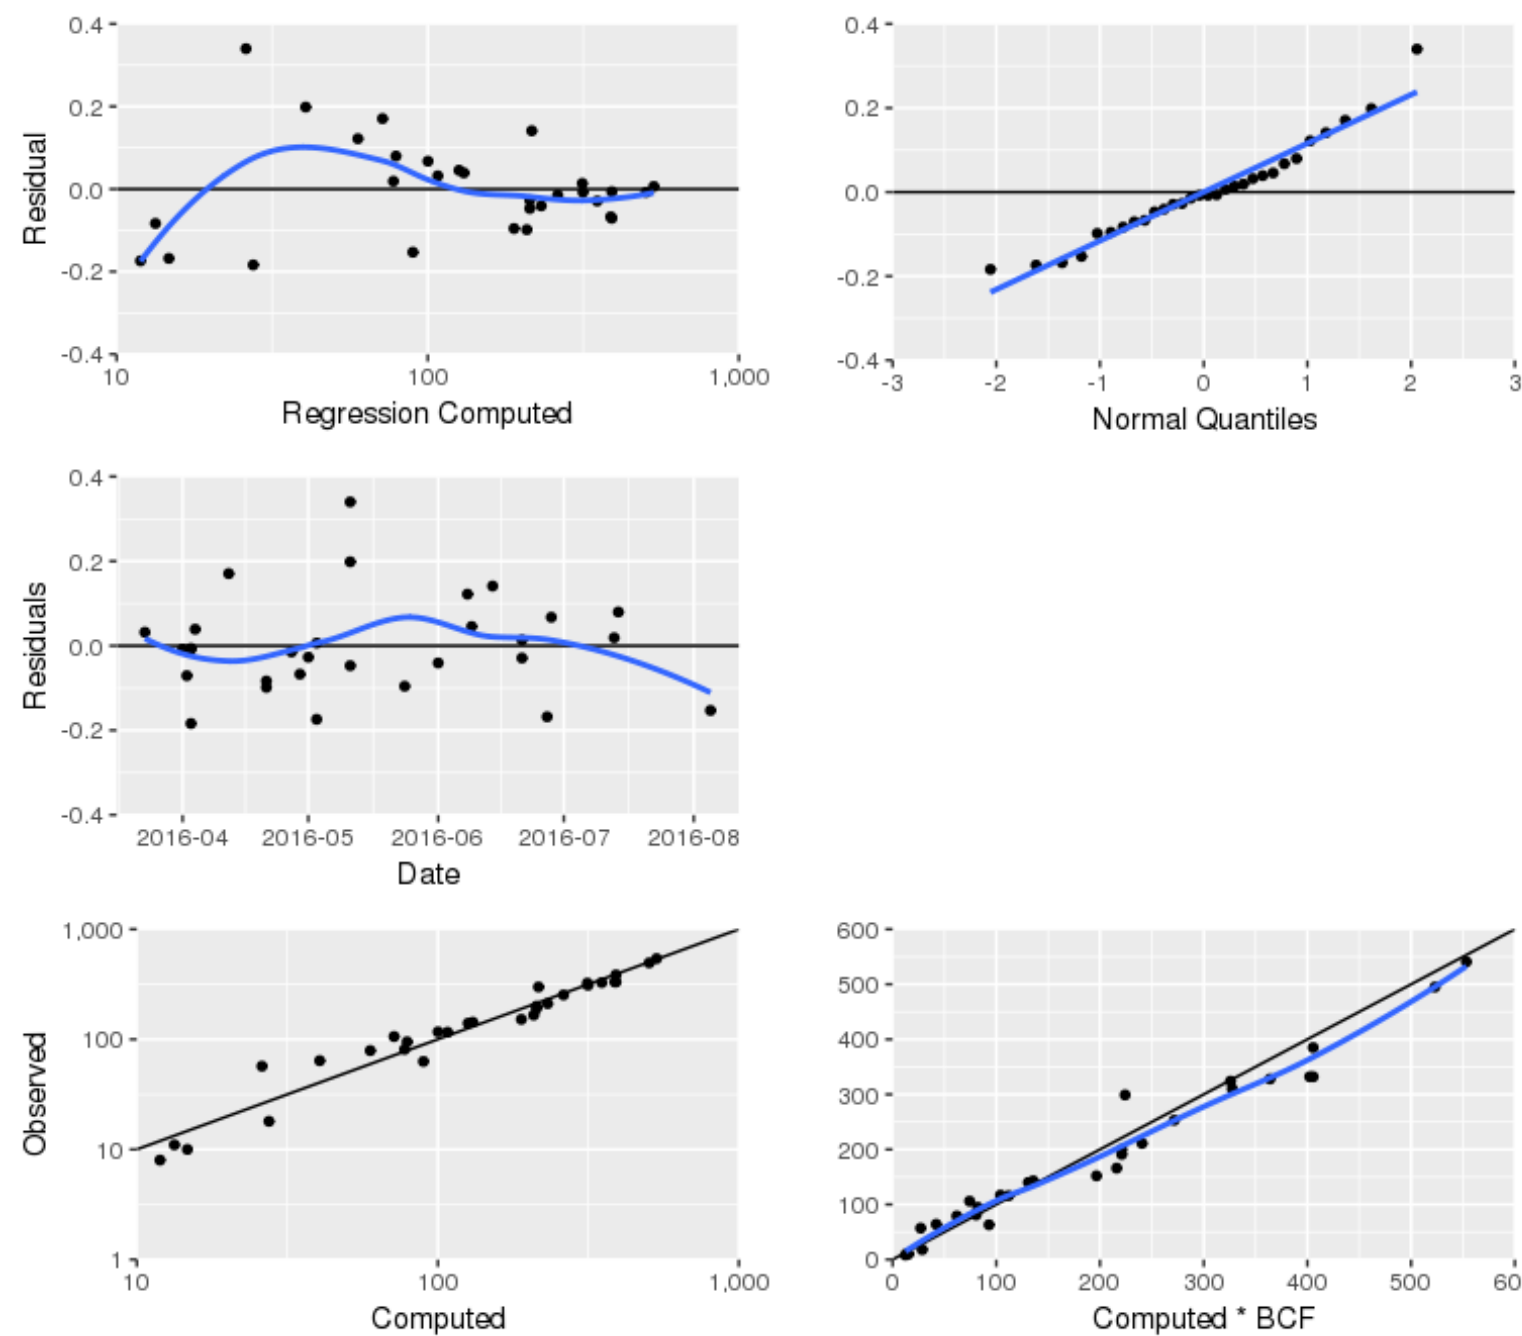 0.4
0.2
0.0
-0.2
-0.4
Residual
10 100 1,000
Regression Computed
0.4
0.2
0.0
-0.2
-0.4
-3 -2 -1 0 1 2 3
Normal Quantiles
0.4
0.2
0.0
-0.2
-0.4
Residuals
2016-04 2016-05 2016-06 2016-07 2016-08
Date
1,000
100
10
1
Observed
10 100 1,000
Computed
600
500
400
300
200
100
0
0 100 200 300 400 500 60
Computed * BCF